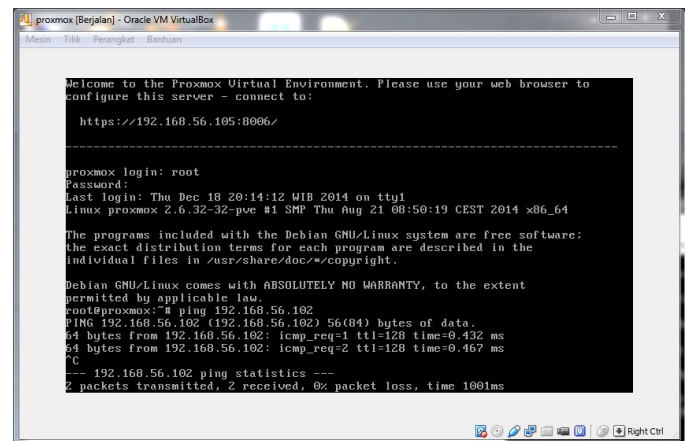 proxmox [Berjalan] - Oracle VM VirtualBox
Mesin Tilik Perangkat Bantuan
Welcome to the Proxmox Virtual Environment. Please use your web browser to
configure this server - connect to:
https://192.168.56.105:8006/
------------------------------------------------------------------------------
proxmox login: root
Password:
Last login: Thu Dec 18 20:14:12 WIB 2014 on tty1
Linux proxmox 2.6.32-32-pve #1 SMP Thu Aug 21 08:50:19 CEST 2014 x86_64
The programs included with the Debian GNU/Linux system are free software;
the exact distribution terms for each program are described in the
individual files in /usr/share/doc/*/copyright.
Debian GNU/Linux comes with ABSOLUTELY NO WARRANTY, to the extent
permitted by applicable law.
root@proxmox:~# ping 192.168.56.102
PING 192.168.56.102 (192.168.56.102) 56(84) bytes of data.
64 bytes from 192.168.56.102: icmp_req=1 ttl=128 time=0.432 ms
64 bytes from 192.168.56.102: icmp_req=2 ttl=128 time=0.467 ms
^C
--- 192.168.56.102 ping statistics ---
2 packets transmitted, 2 received, 0% packet loss, time 1001ms
Right Ctrl